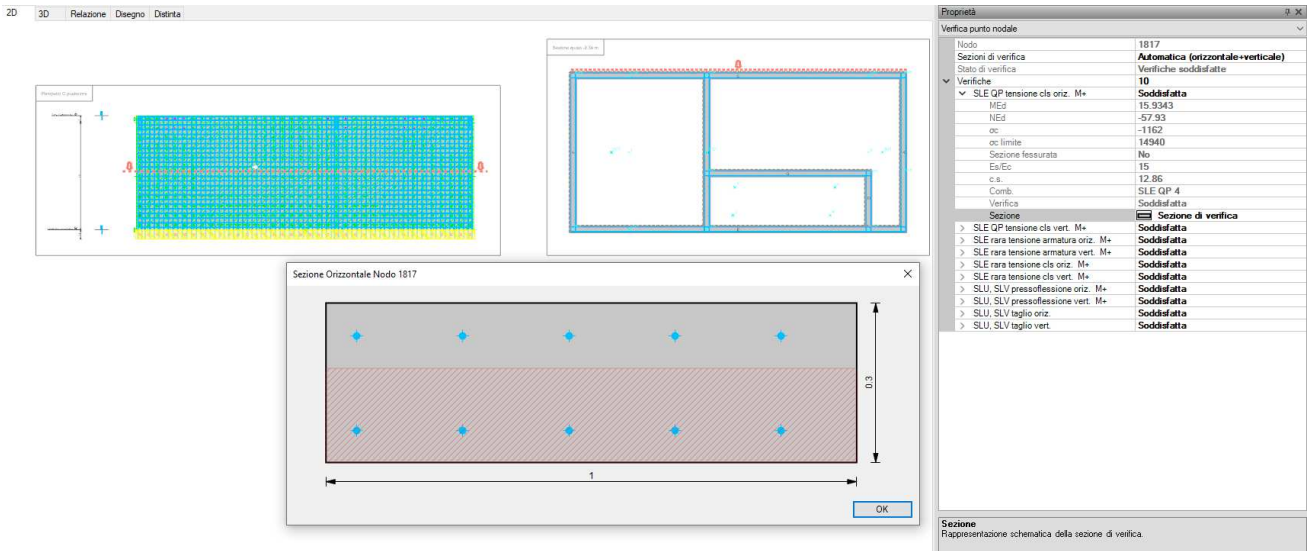 2D
3D
Relazione
Disegno
Distinta
Sezione Orizzontale Nodo 1817
0.3
1
OK
Proprietà
Verifica punto nodale
Nodo 1817
Sezioni di verifica Automatica (orizzontale+verticale)
Stato di verifica Verifiche soddisfatte
Verifiche 10
SLE QP tensione cls oriz. M+ Soddisfatta
MEd 15.9343
NEd -57.93
σc -1162
σc limite 14940
Sezione fessurata No
Es/Ec 15
c.s. 12.86
Comb. SLE QP 4
Verifica Soddisfatta
Sezione Sezione di verifica
SLE QP tensione cls vert. M+ Soddisfatta
SLE rara tensione armatura oriz. M+ Soddisfatta
SLE rara tensione armatura vert. M+ Soddisfatta
SLE rara tensione cls oriz. M+ Soddisfatta
SLE rara tensione cls vert. M+ Soddisfatta
SLU, SLV pressoflessione oriz. M+ Soddisfatta
SLU, SLV pressoflessione vert. M+ Soddisfatta
SLU, SLV taglio oriz. Soddisfatta
SLU, SLV taglio vert. Soddisfatta
Sezione
Rappresentazione schematica della sezione di verifica.